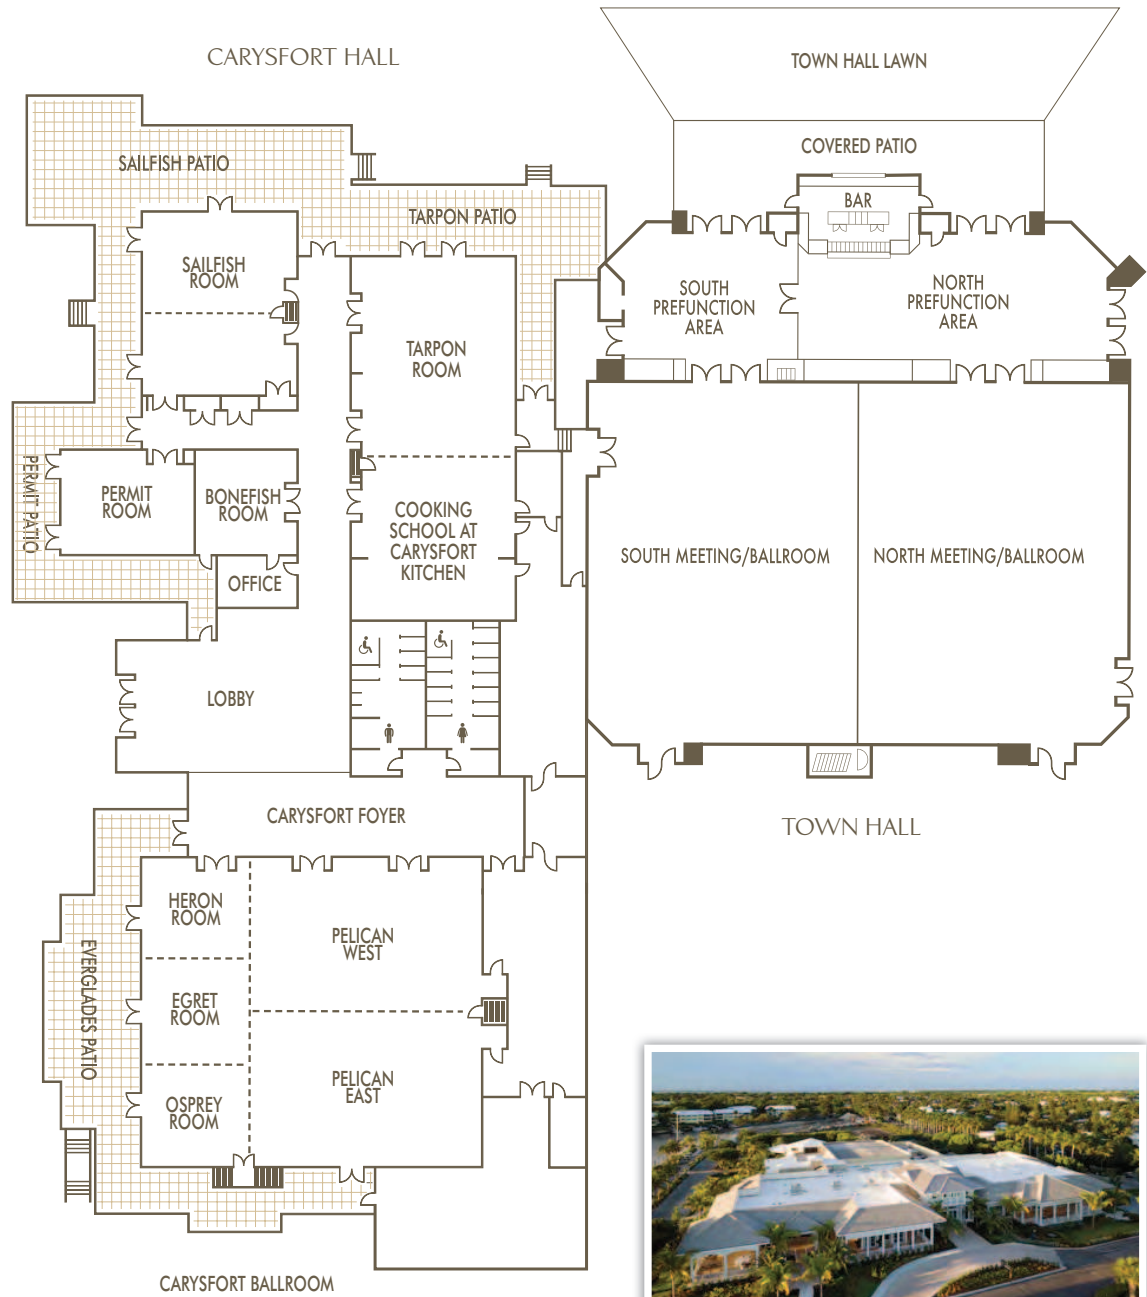 CARYSFORT HALL
TOWN HALL LAWN
COVERED PATIO
SAILFISH PATIO
BAR
TARPON PATIO
SAILFISH
ROOM
SOUTH
PREFUNCTION
AREA
NORTH
PREFUNCTION
AREA
TARPON
ROOM
PERMIT PATIO
PERMIT
ROOM
BONEFISH
ROOM
COOKING
SCHOOL AT
CARYSFORT
KITCHEN
SOUTH MEETING/BALLROOM
NORTH MEETING/BALLROOM
OFFICE
LOBBY
CARYSFORT FOYER
TOWN HALL
HERON
ROOM
PELICAN
WEST
EVERGLADES PATIO
EGRET
ROOM
PELICAN
EAST
OSPREY
ROOM
CARYSFORT BALLROOM